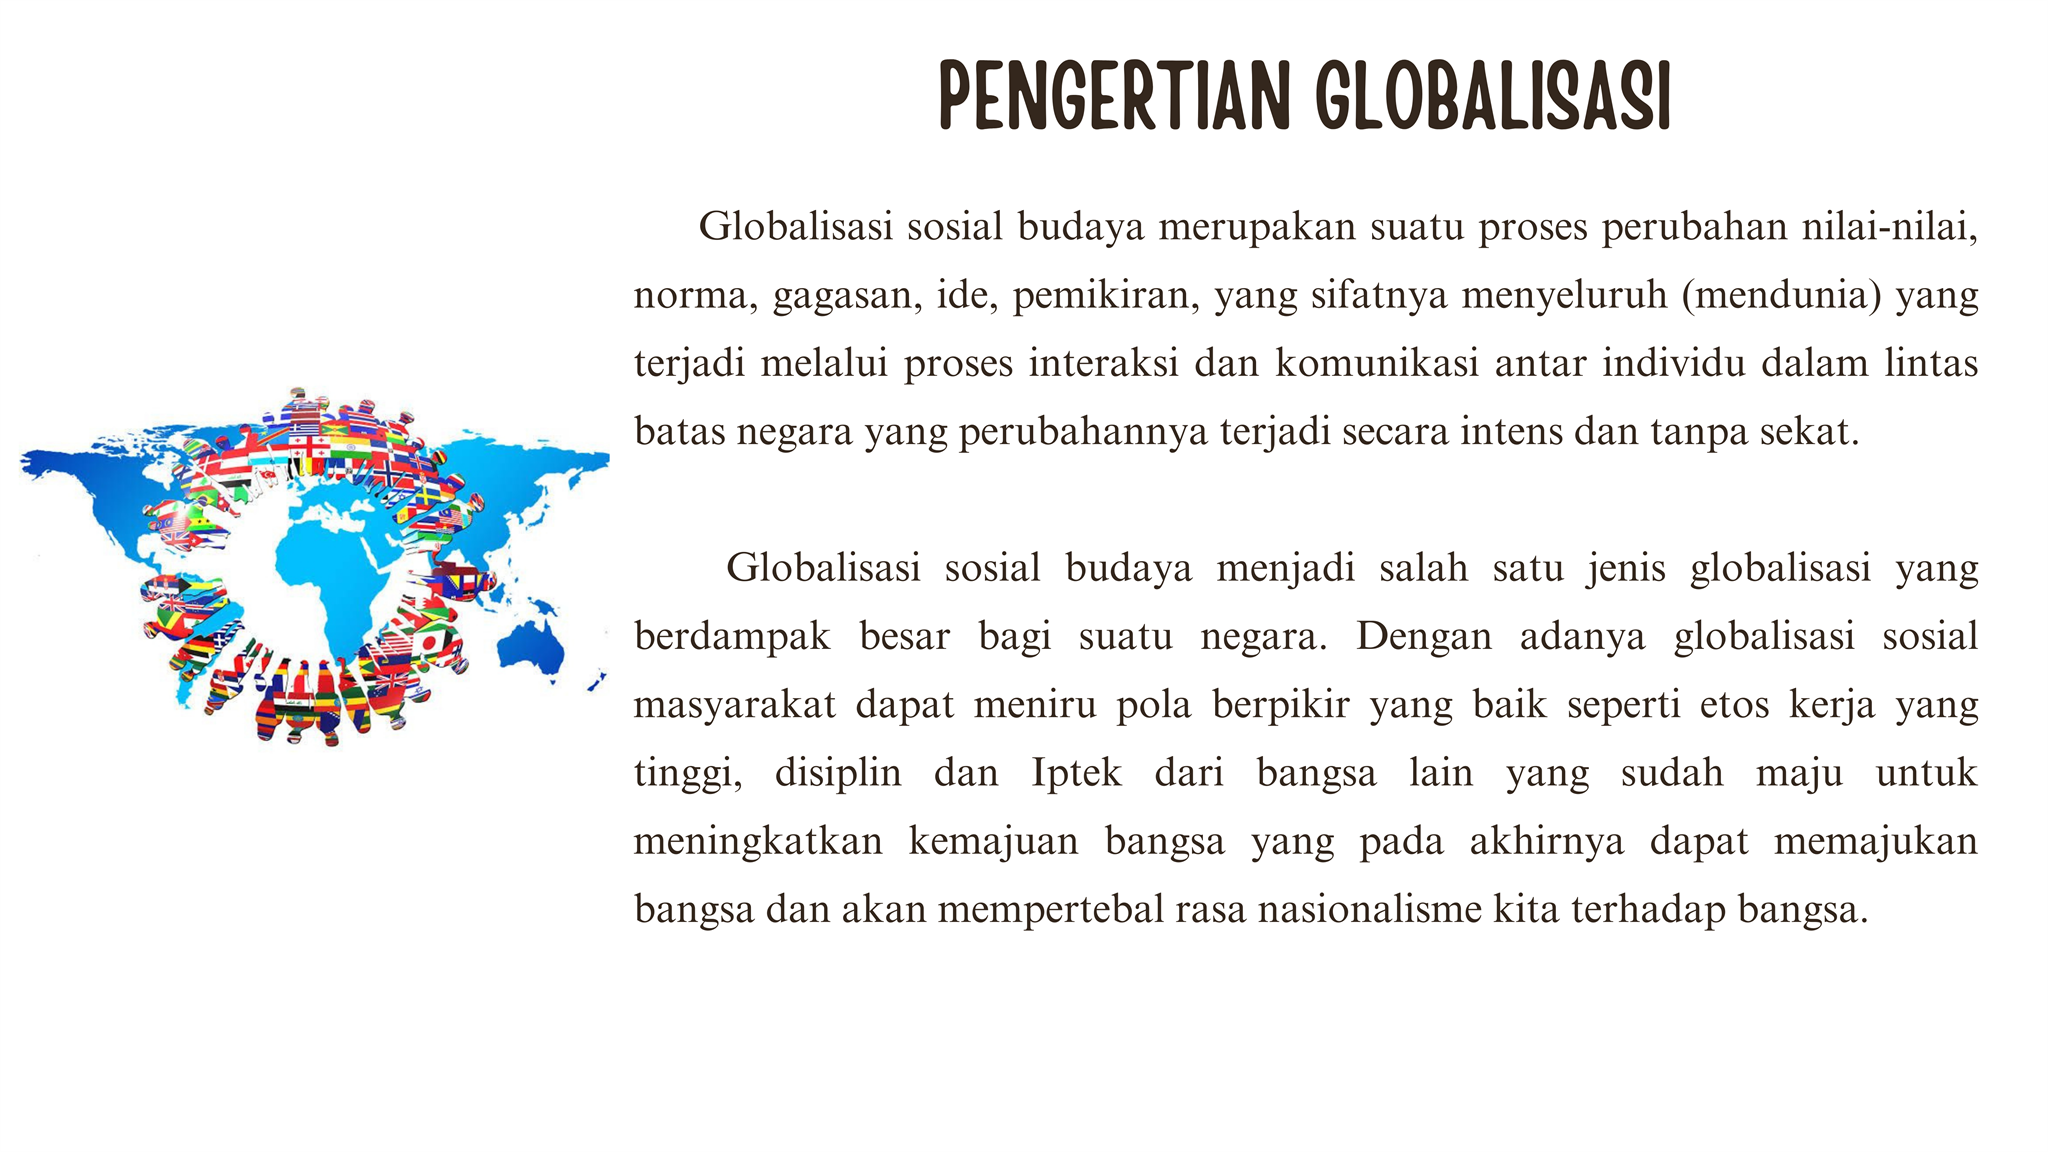 PENGERTIAN GLOBALISASI
Globalisasi sosial budaya merupakan suatu proses perubahan nilai-nilai,
norma, gagasan, ide, pemikiran, yang sifatnya menyeluruh (mendunia) yang
terjadi melalui proses interaksi dan komunikasi antar individu dalam lintas
batas negara yang perubahannya terjadi secara intens dan tanpa sekat.
Globalisasi sosial budaya menjadi salah satu jenis globalisasi yang
berdampak besar bagi suatu negara. Dengan adanya globalisasi sosial
masyarakat dapat meniru pola berpikir yang baik seperti etos kerja yang
tinggi, disiplin dan Iptek dari bangsa lain yang sudah maju untuk
meningkatkan kemajuan bangsa yang pada akhirnya dapat memajukan
bangsa dan akan mempertebal rasa nasionalisme kita terhadap bangsa.